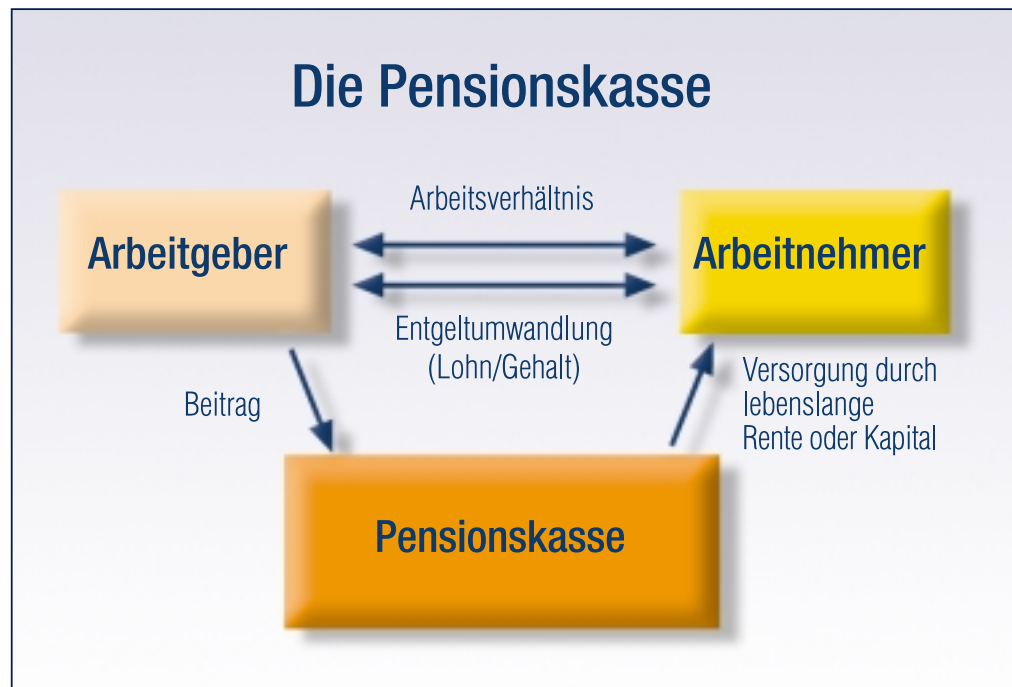 Die Pensionskasse
Arbeitsverhältnis
Arbeitgeber
Arbeitnehmer
Entgeltumwandlung
(Lohn/Gehalt)
Beitrag
Versorgung durch
lebenslange
Rente oder Kapital
Pensionskasse